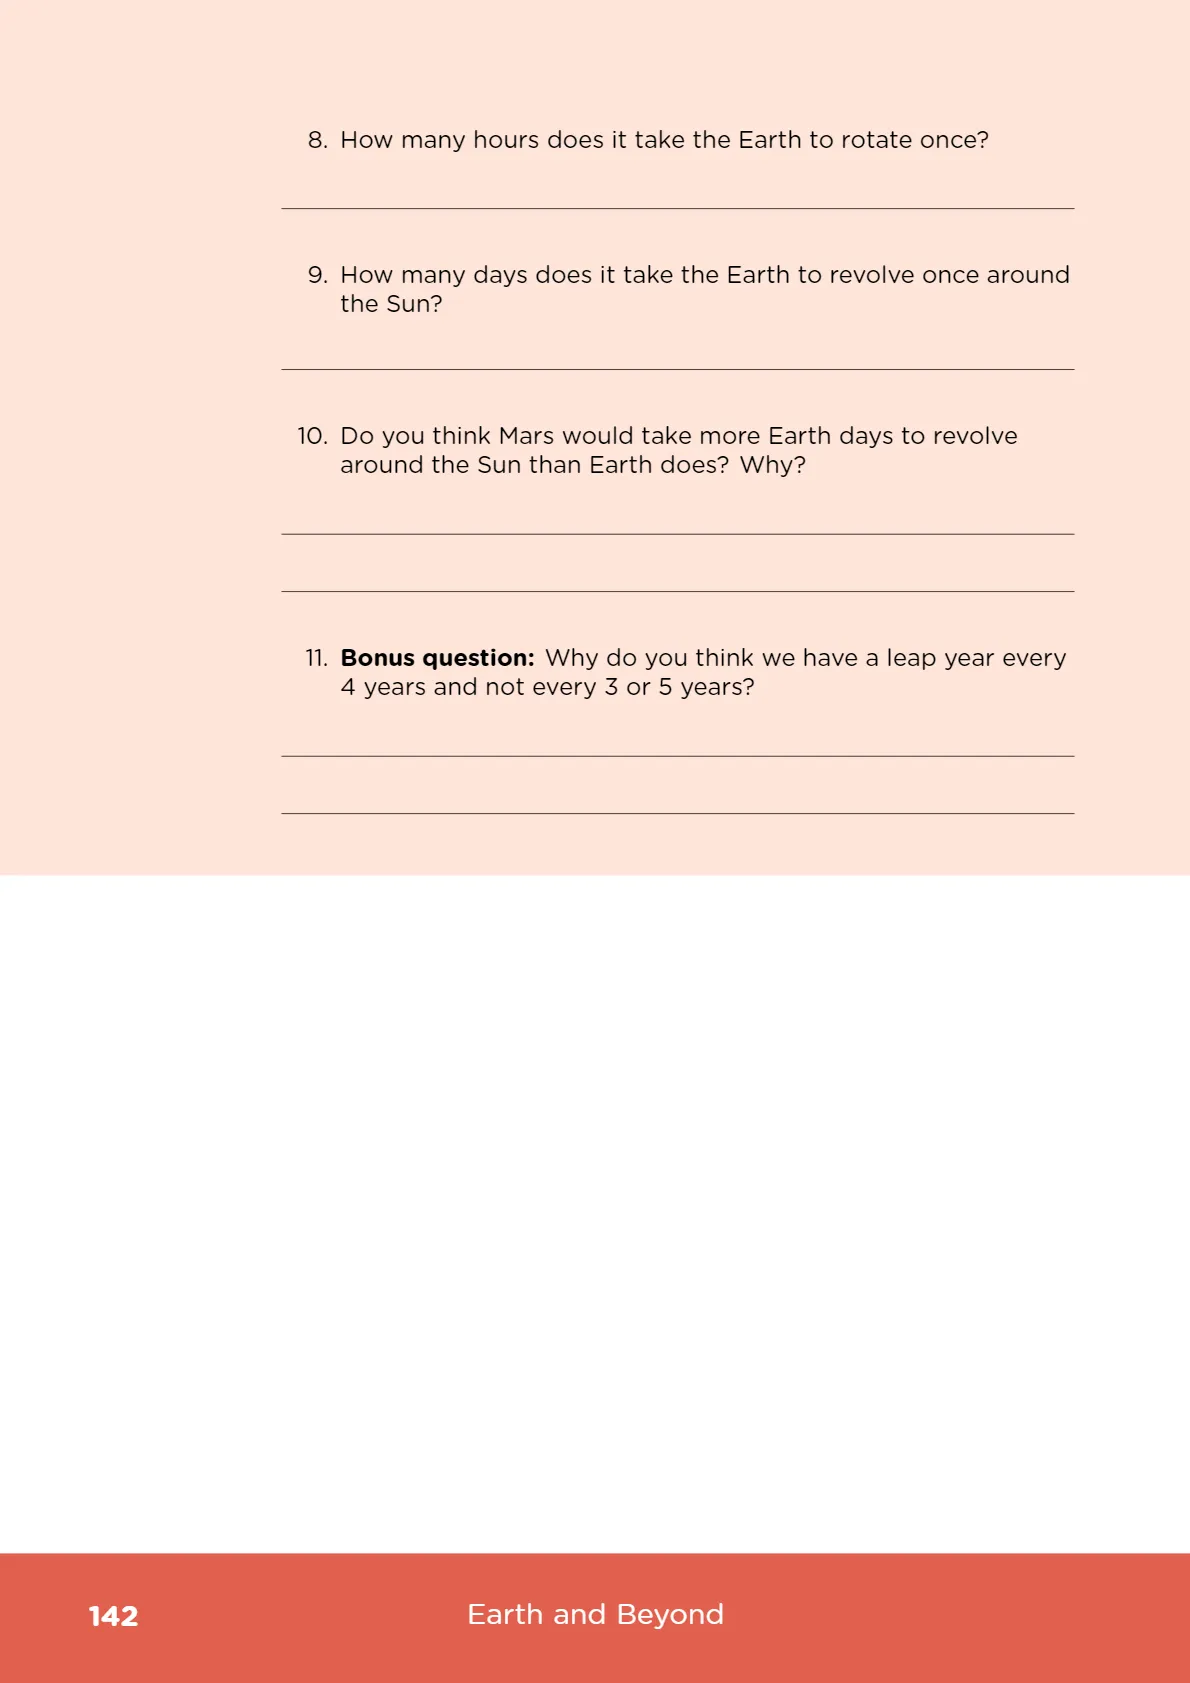 8. How many hours does it take the Earth to rotate once?
9. How many days does it take the Earth to revolve once around
the Sun?
10. Do you think Mars would take more Earth days to revolve
around the Sun than Earth does? Why?
11. Bonus question: Why do you think we have a leap year every
4 years and not every 3 or 5 years?
142
Earth and Beyond